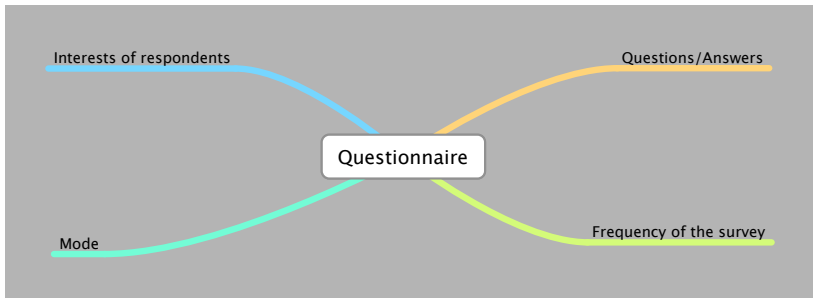 Interests of respondents
Questions/Answers
Questionnaire
Mode
Frequency of the survey